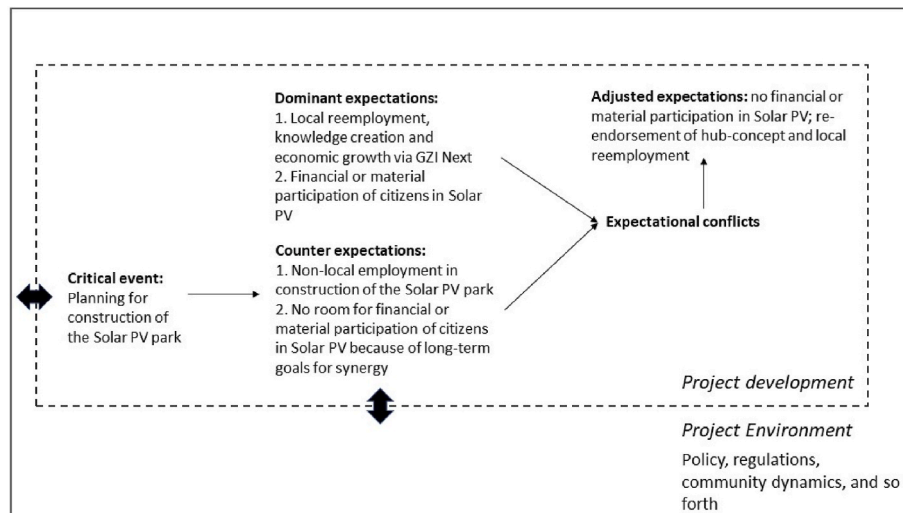 Dominant expectations:
1. Local reemployment,
knowledge creation and
economic growth via GZI Next
2. Financial or material
participation of citizens in Solar
PV
Adjusted expectations: no financial or
material participation in Solar PV; re-
endorsement of hub-concept and local
reemployment
Expectational conflicts
Critical event:
Planning for
construction of
the Solar PV park
Counter expectations:
1. Non-local employment in
construction of the Solar PV park
2. No room for financial or
material participation of citizens
in Solar PV because of long-term
goals for synergy
Project development
Project Environment
Policy, regulations,
community dynamics, and so
forth